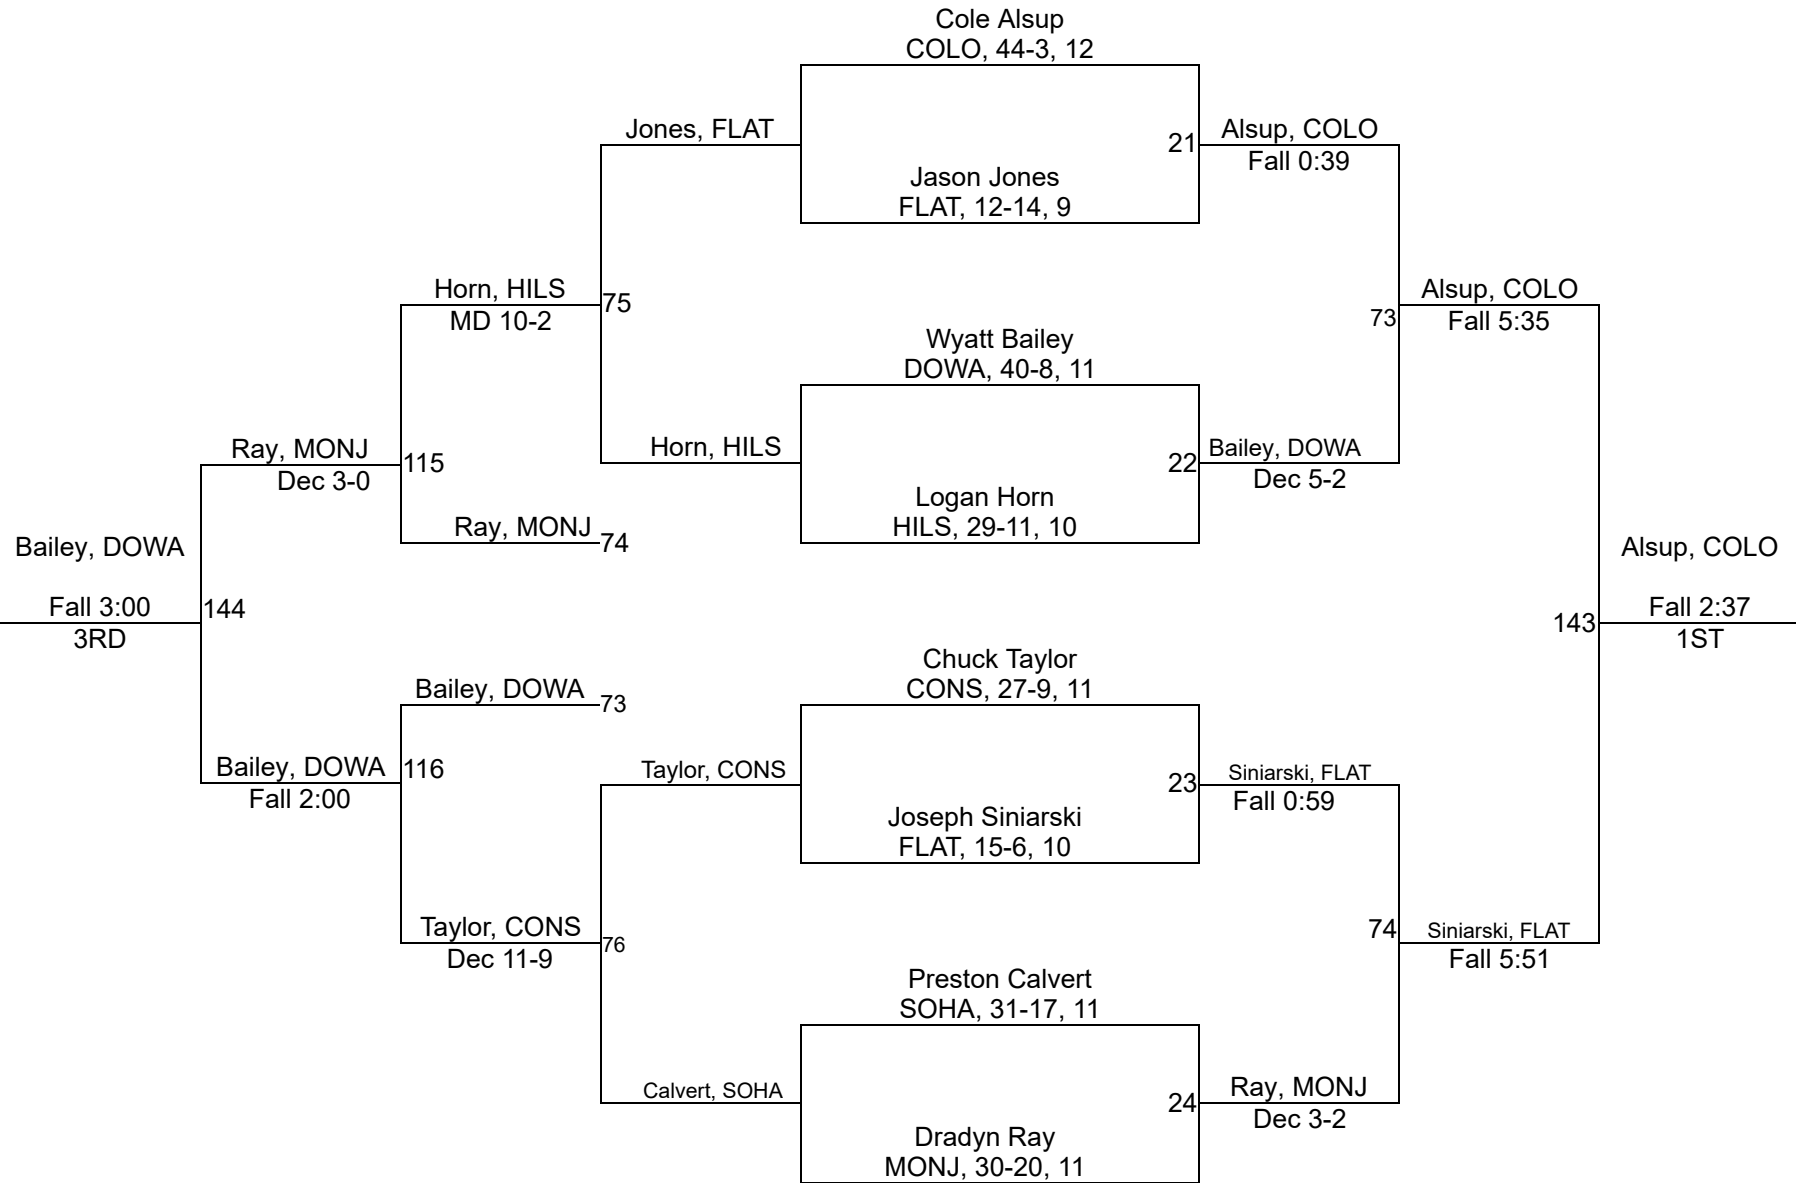 Cole Alsup
COLO, 44-3, 12
Jones, FLAT
21
Alsup, COLO
Fall 0:39
Jason Jones
FLAT, 12-14, 9
Horn, HILS
MD 10-2
75
73
Alsup, COLO
Fall 5:35
Wyatt Bailey
DOWA, 40-8, 11
Ray, MONJ
Dec 3-0
115
Horn, HILS
22
Bailey, DOWA
Dec 5-2
Logan Horn
HILS, 29-11, 10
Ray, MONJ
74
Bailey, DOWA
Fall 3:00
3RD
144
Alsup, COLO
143
Fall 2:37
1ST
Chuck Taylor
CONS, 27-9, 11
Bailey, DOWA
73
Bailey, DOWA
Fall 2:00
116
Taylor, CONS
23
Siniarski, FLAT
Fall 0:59
Joseph Siniarski
FLAT, 15-6, 10
Taylor, CONS
Dec 11-9
76
74
Siniarski, FLAT
Fall 5:51
Preston Calvert
SOHA, 31-17, 11
Calvert, SOHA
24
Ray, MONJ
Dec 3-2
Dradyn Ray
MONJ, 30-20, 11